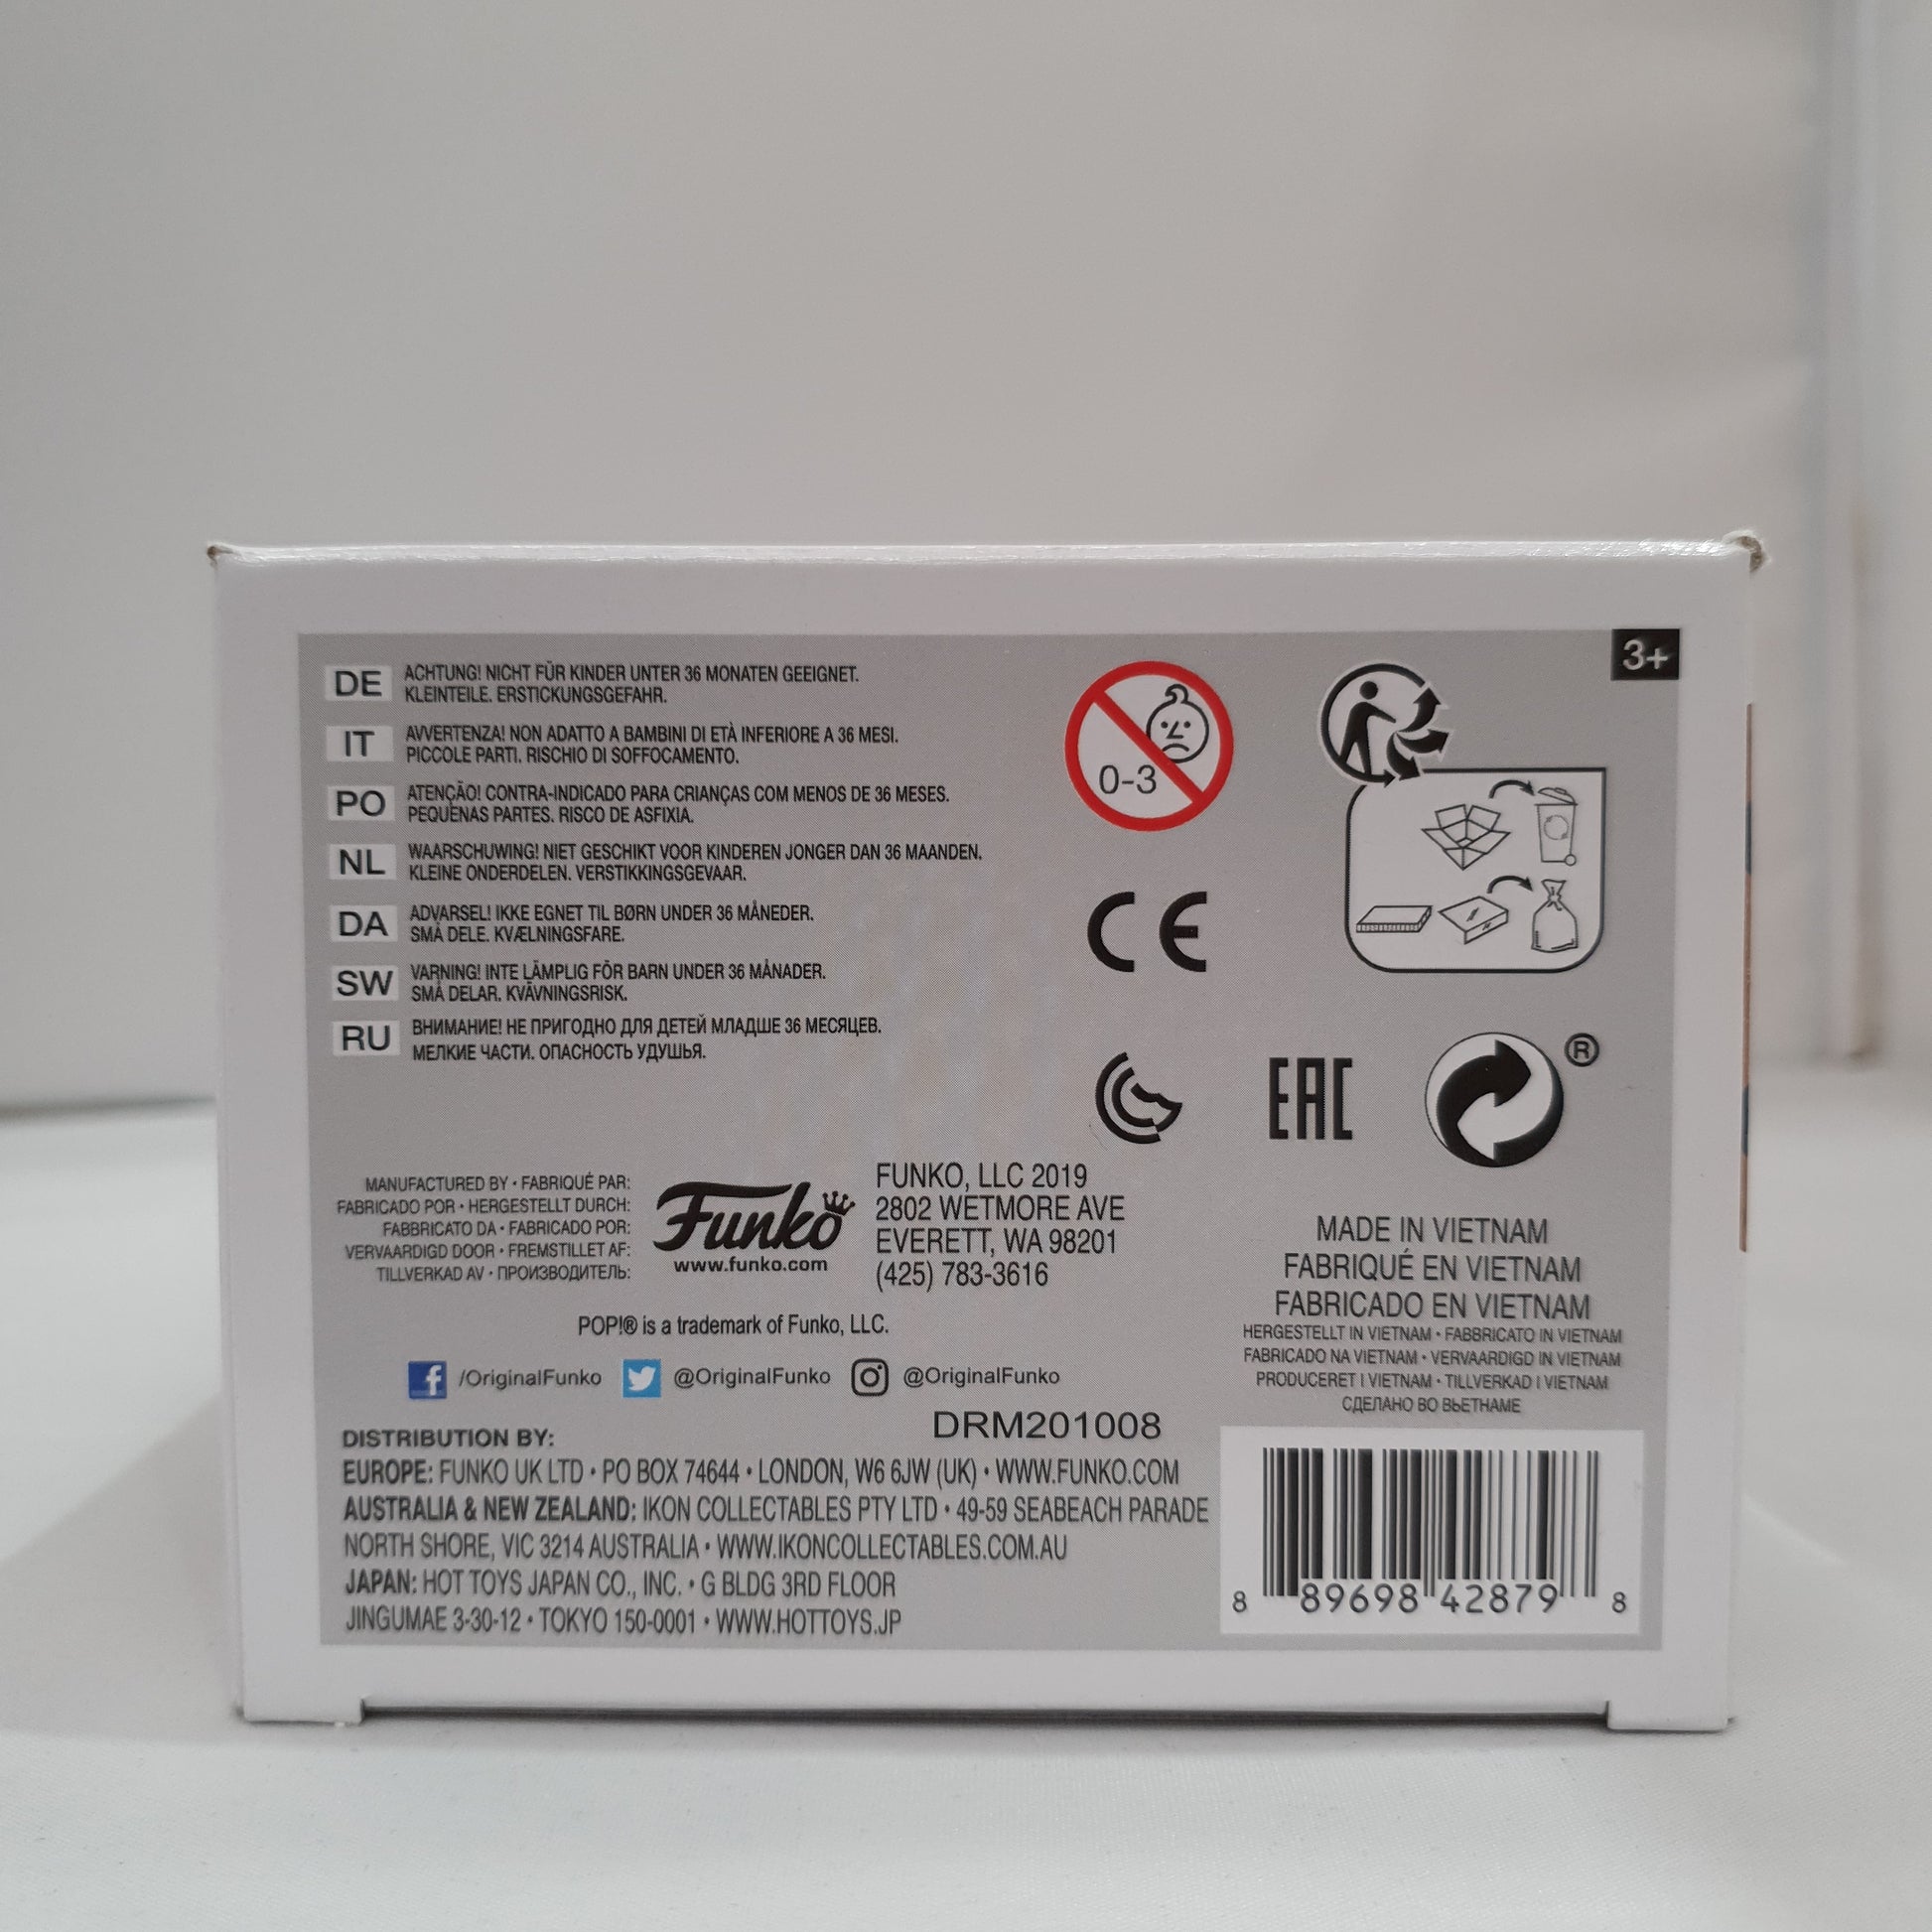 3+
DE
ACHTUNG! NICHT FÜR KINDER UNTER 36 MONATEN GEEIGNET.
KLEINTEILE. ERSTICKUNGSGEFAHR.
IT
AVVERTENZA! NON ADATTO A BAMBINI DI ETÀ INFERIORE A 36 MESI.
PICCOLE PARTI. RISCHIO DI SOFFOCAMENTO.
PO
ATENÇÃO! CONTRA-INDICADO PARA CRIANÇAS COM MENOS DE 36 MESES.
PEQUENAS PARTES. RISCO DE ASFIXIA.
NL
WAARSCHUWING! NIET GESCHIKT VOOR KINDEREN JONGER DAN 36 MAANDEN.
KLEINE ONDERDELEN. VERSTIKKINGSGEVAAR.
DA
ADVARSEL! IKKE EGNET TIL BØRN UNDER 36 MÅNEDER.
SMÅ DELE. KVÆLNINGSFARE.
SW
VARNING! INTE LÄMPLIG FÖR BARN UNDER 36 MÅNADER.
SMÅ DELAR. KVÄVNINGSRISK.
RU
ВНИМАНИЕ! НЕ ПРИГОДНО ДЛЯ ДЕТЕЙ МЛАДШЕ 36 МЕСЯЦЕВ.
МЕЛКИЕ ЧАСТИ. ОПАСНОСТЬ УДУШЬЯ.
0-3
CE
EAC
®
MANUFACTURED BY • FABRIQUÉ PAR:
FABRICADO POR • HERGESTELLT DURCH:
FABBRICATO DA • FABRICADO POR:
VERVAARDIGD DOOR • FREMSTILLET AF:
TILLVERKAD AV • ПРОИЗВОДИТЕЛЬ:
Funko
www.funko.com
FUNKO, LLC 2019
2802 WETMORE AVE
EVERETT, WA 98201
(425) 783-3616
POP!® is a trademark of Funko, LLC.
/OriginalFunko @OriginalFunko @OriginalFunko
DRM201008
DISTRIBUTION BY:
EUROPE: FUNKO UK LTD • PO BOX 74644 • LONDON, W6 6JW (UK) • WWW.FUNKO.COM
AUSTRALIA & NEW ZEALAND: IKON COLLECTABLES PTY LTD • 49-59 SEABEACH PARADE
NORTH SHORE, VIC 3214 AUSTRALIA • WWW.IKONCOLLECTABLES.COM.AU
JAPAN: HOT TOYS JAPAN CO., INC. • G BLDG 3RD FLOOR
JINGUMAE 3-30-12 • TOKYO 150-0001 • WWW.HOTTOYS.JP
MADE IN VIETNAM
FABRIQUÉ EN VIETNAM
FABRICADO EN VIETNAM
HERGESTELLT IN VIETNAM • FABBRICATO IN VIETNAM
FABRICADO NA VIETNAM • VERVAARDIGD IN VIETNAM
PRODUCERET I VIETNAM • TILLVERKAD I VIETNAM
СДЕЛАНО ВО ВЬЕТНАМЕ
8 89698 42879 8